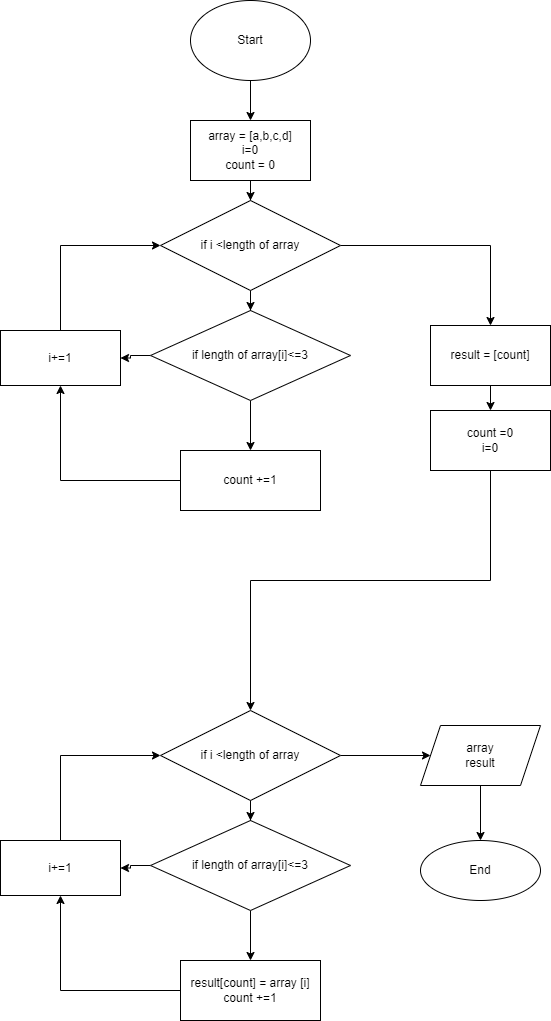 Start
array = [a,b,c,d]
i=0
count = 0
if i <length of array
i+=1
if length of array[i]<=3
result = [count]
count =0
i=0
count +=1
if i <length of array
array
result
i+=1
if length of array[i]<=3
End
result[count] = array [i]
count +=1